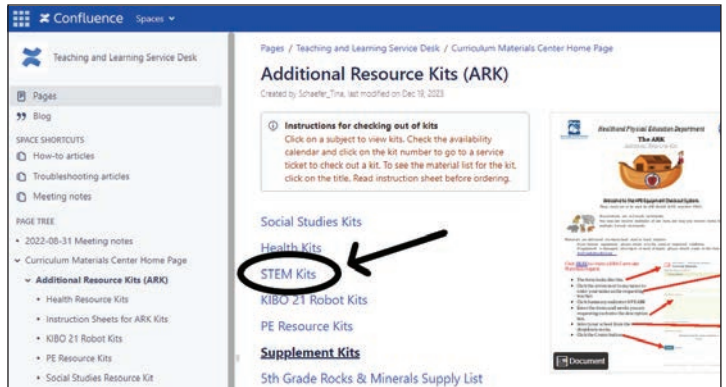 Confluence Spaces
Teaching and Learning Service Desk
Pages
Blog
SPACE SHORTCUTS
How-to articles
Troubleshooting articles
Meeting notes
PAGE TREE
2022-08-31 Meeting notes
Curriculum Materials Center Home Page
Additional Resource Kits (ARK)
Health Resource Kits
Instruction Sheets for ARK Kits
KIBO 21 Robot Kits
PE Resource Kits
Social Studies Resource Kit
Pages / Teaching and Learning Service Desk / Curriculum Materials Center Home Page
Additional Resource Kits (ARK)
Created by Schaefer_Tina, last modified on Dec 19, 2023
Instructions for checking out of kits
Click on a subject to view kits. Check the availability
calendar and click on the kit number to go to a service
ticket to check out a kit. To see the material list for the kit,
click on the title. Read instruction sheet before ordering.
Social Studies Kits
Health Kits
STEM Kits
KIBO 21 Robot Kits
PE Resource Kits
Supplement Kits
5th Grade Rocks & Minerals Supply List
Health and Physical Education Department
The ARK
Document